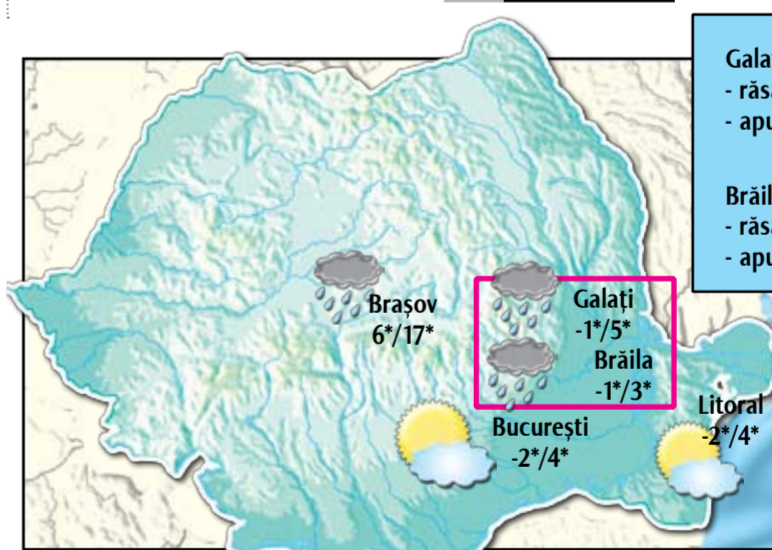 Brașov
6*/17*
Galați
-1*/5*
Brăila
-1*/3*
București
-2*/4*
Litoral
-2*/4*